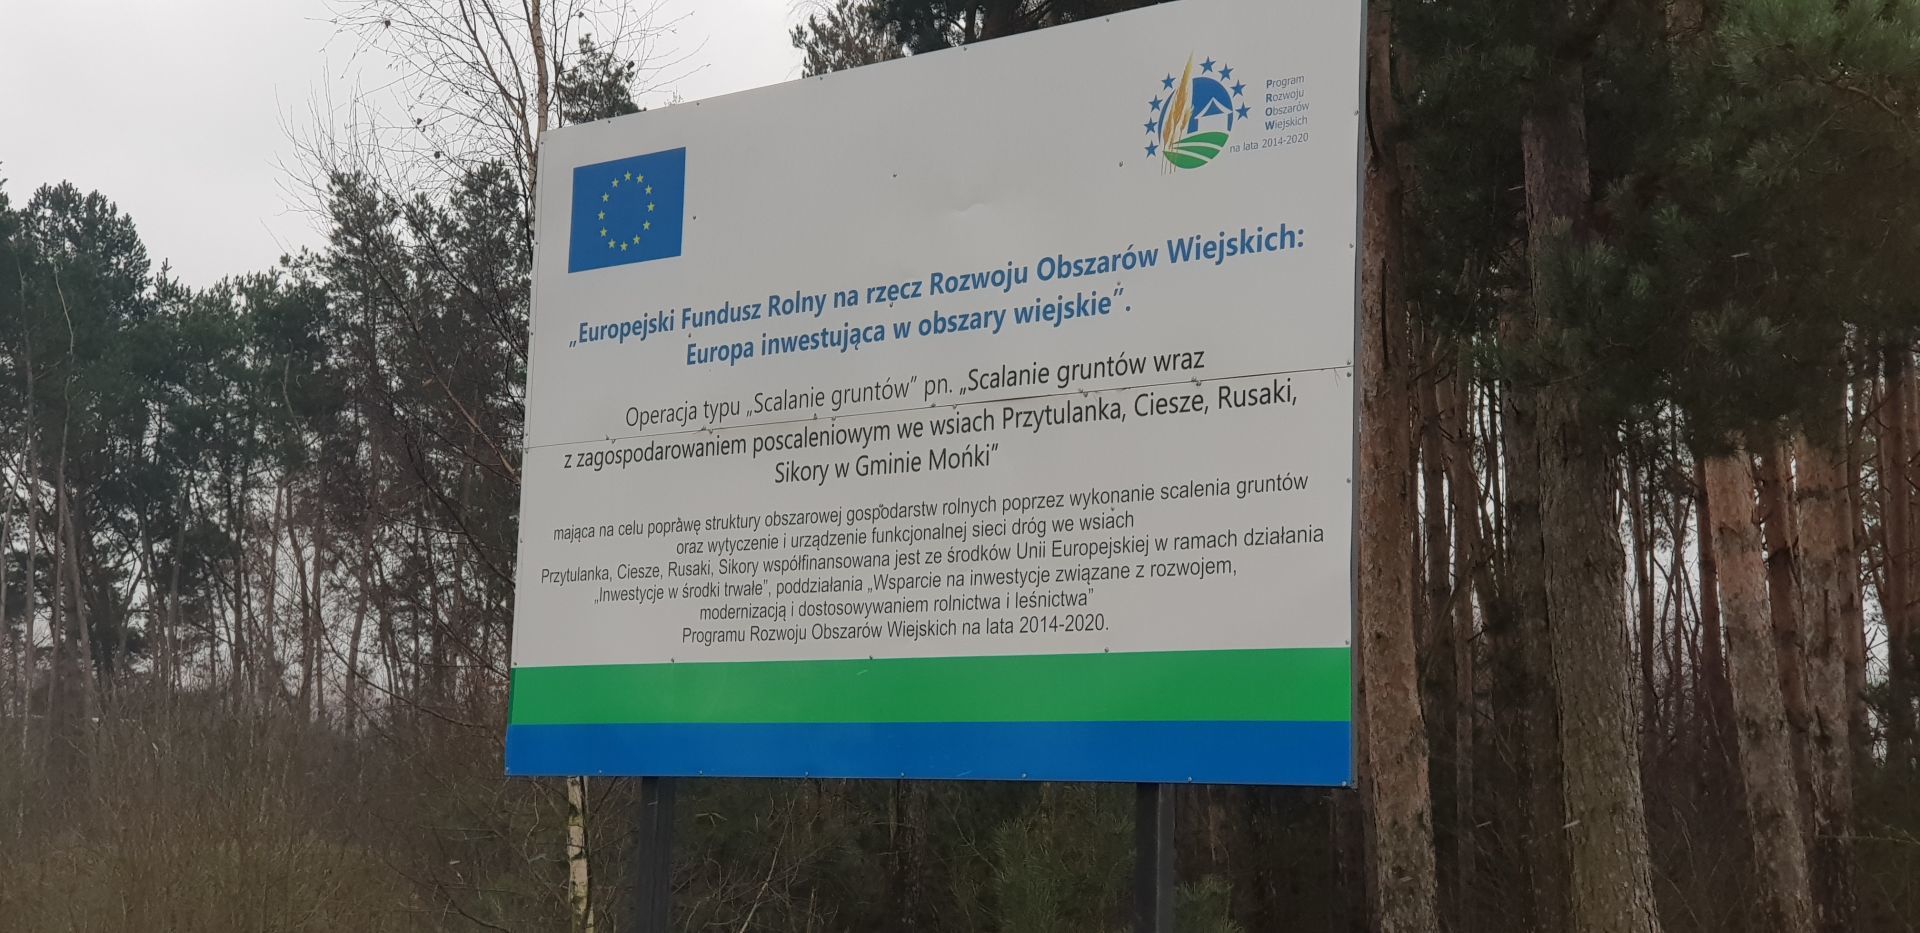 Program
Rozwoju
Obszarów
Wiejskich
na lata 2014-2020
„Europejski Fundusz Rolny na rzecz Rozwoju Obszarów Wiejskich:
Europa inwestująca w obszary wiejskie”.
Operacja typu „Scalanie gruntów” pn. „Scalanie gruntów wraz
z zagospodarowaniem poscaleniowym we wsiach Przytulanka, Ciesze, Rusaki,
Sikory w Gminie Mońki”
mająca na celu poprawę struktury obszarowej gospodarstw rolnych poprzez wykonanie scalenia gruntów
oraz wytyczenie i urządzenie funkcjonalnej sieci dróg we wsiach
Przytulanka, Ciesze, Rusaki, Sikory współfinansowana jest ze środków Unii Europejskiej w ramach działania
„Inwestycje w środki trwałe”, poddziałania „Wsparcie na inwestycje związane z rozwojem,
modernizacją i dostosowywaniem rolnictwa i leśnictwa”
Programu Rozwoju Obszarów Wiejskich na lata 2014-2020.